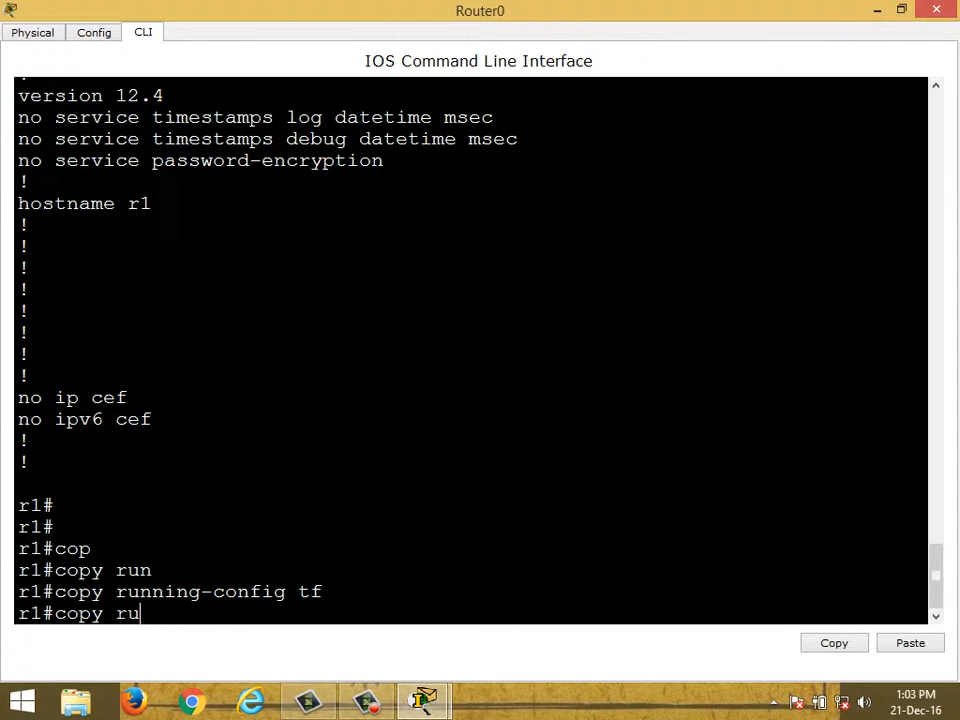 Router0
Physical Config CLI
IOS Command Line Interface
!
version 12.4
no service timestamps log datetime msec
no service timestamps debug datetime msec
no service password-encryption
!
hostname r1
!
!
!
!
!
!
!
!
no ip cef
no ipv6 cef
!
!
r1#
r1#
r1#cop
r1#copy run
r1#copy running-config tf
r1#copy ru
Copy Paste
1:03 PM
21-Dec-16